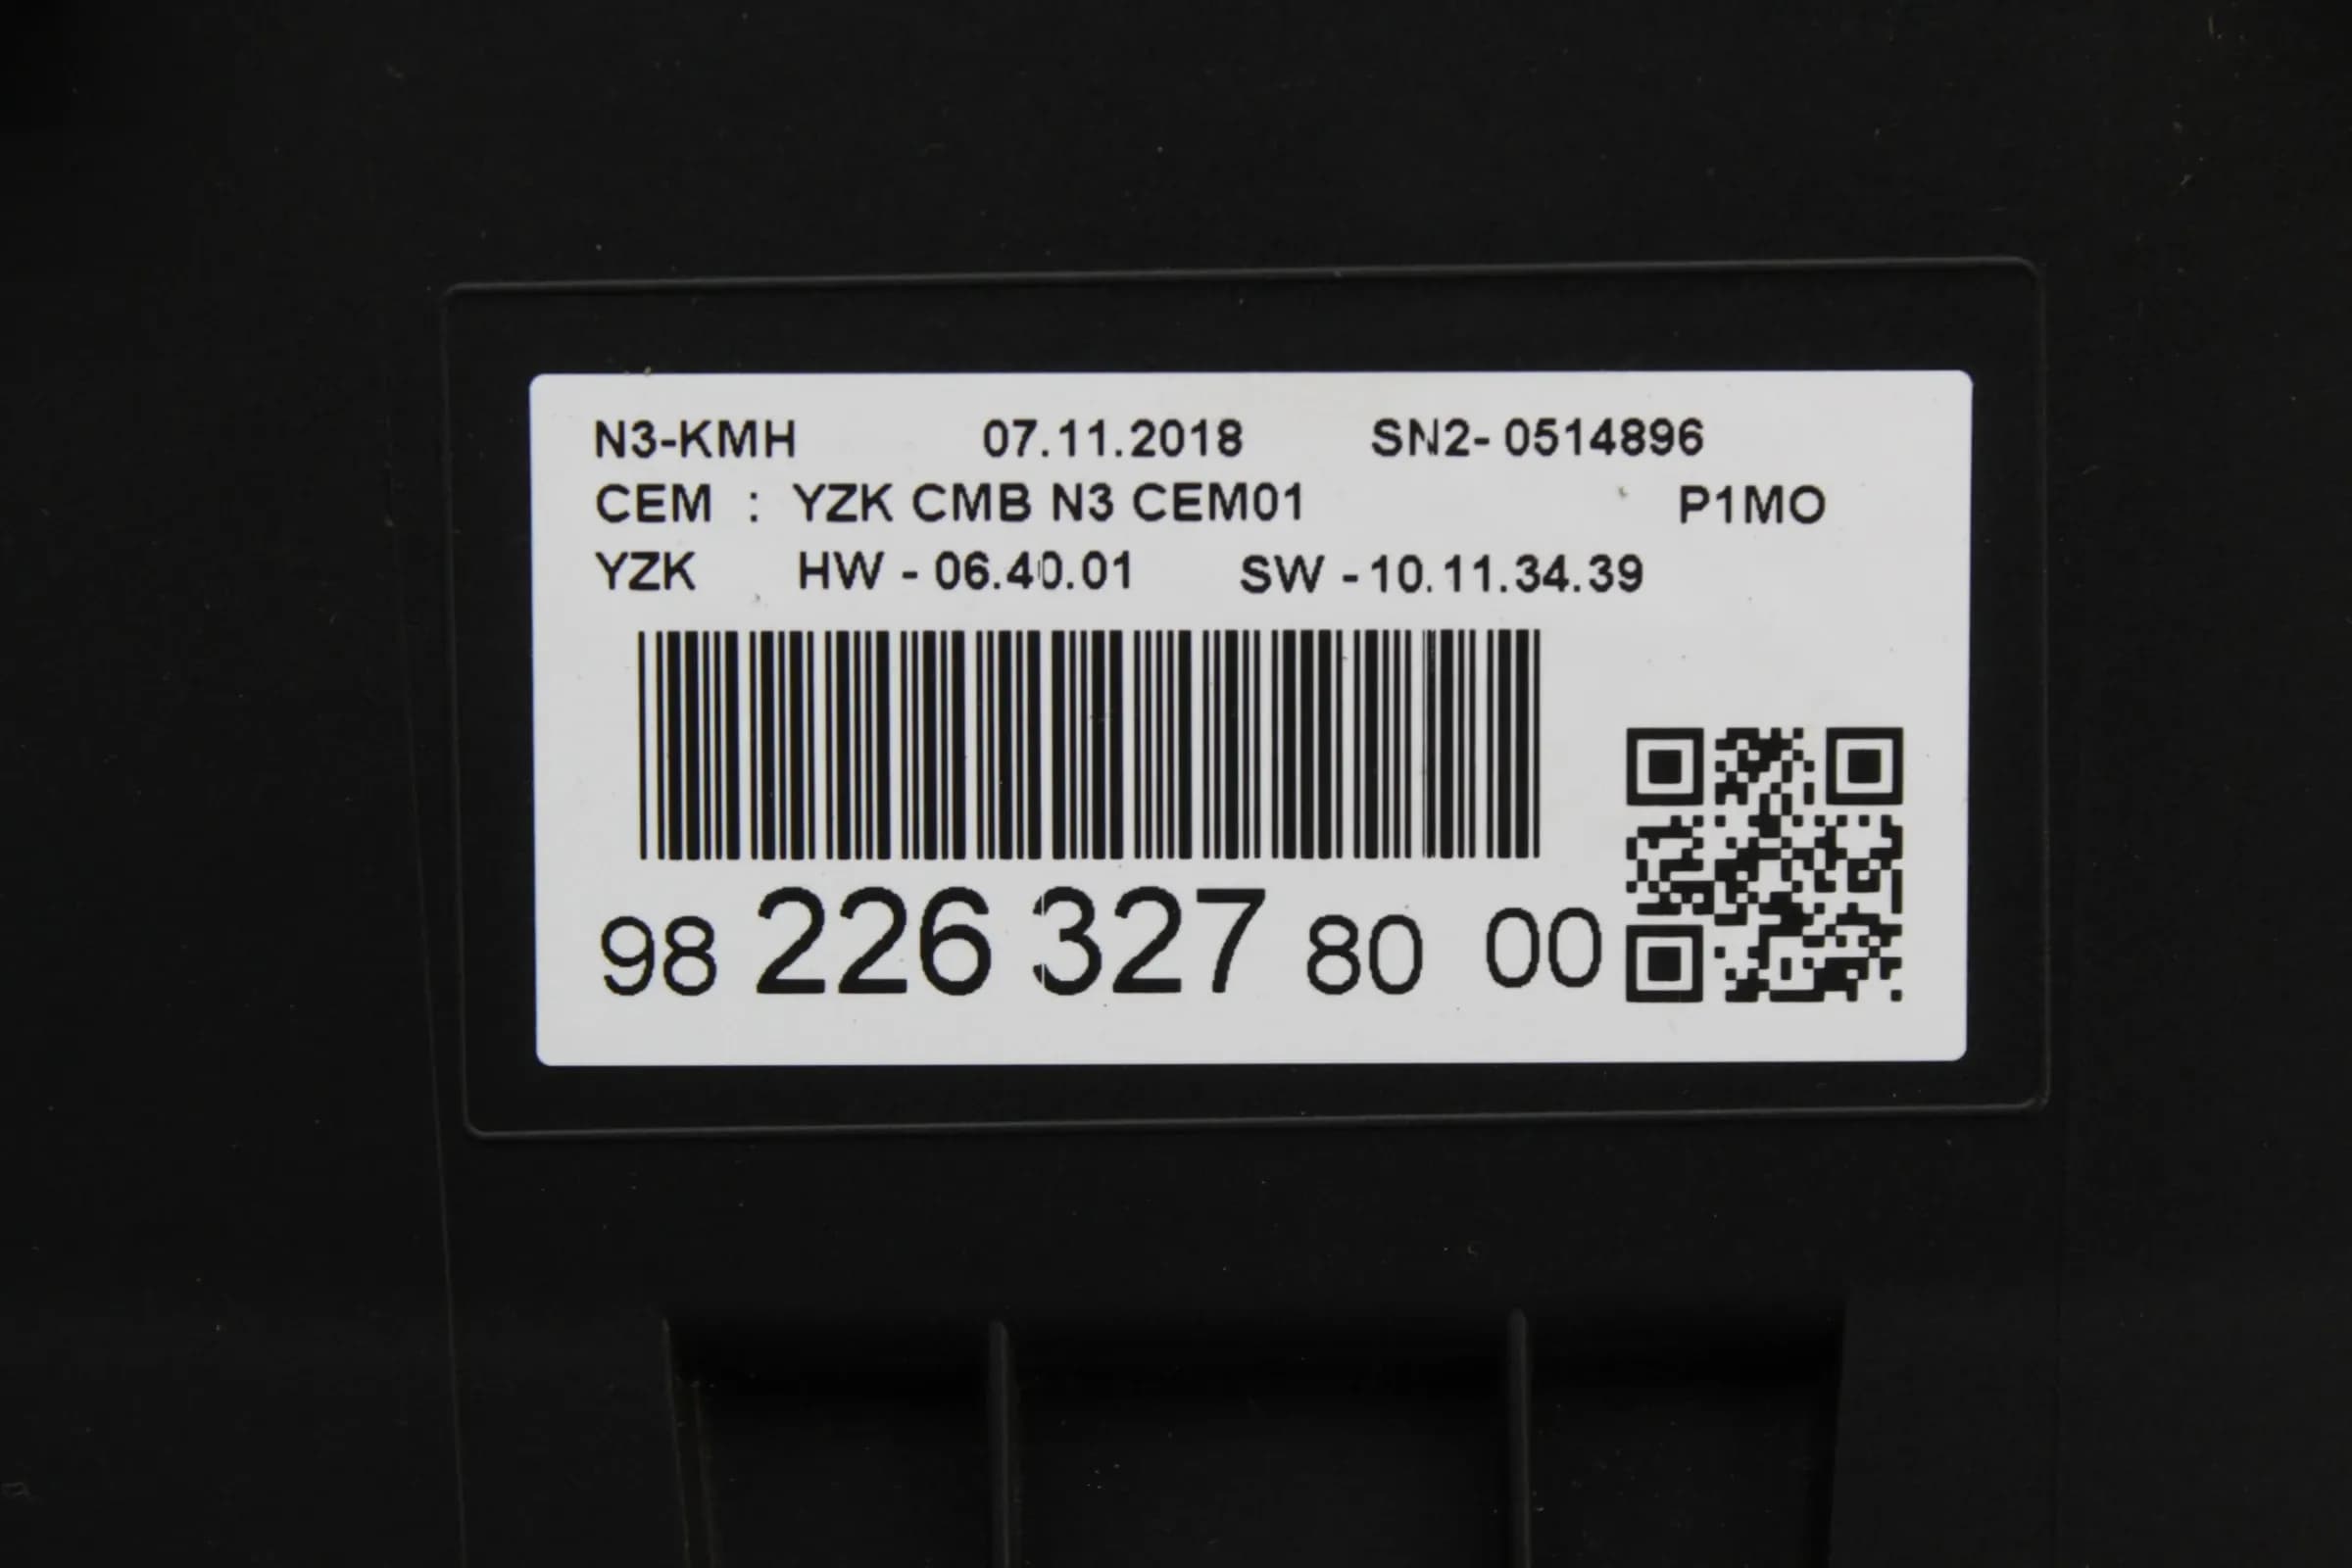 N3-KMH 07.11.2018 SN2- 0514896
CEM : YZK CMB N3 CEM01 P1MO
YZK HW - 06.40.01 SW - 10.11.34.39
98 226 327 80 00